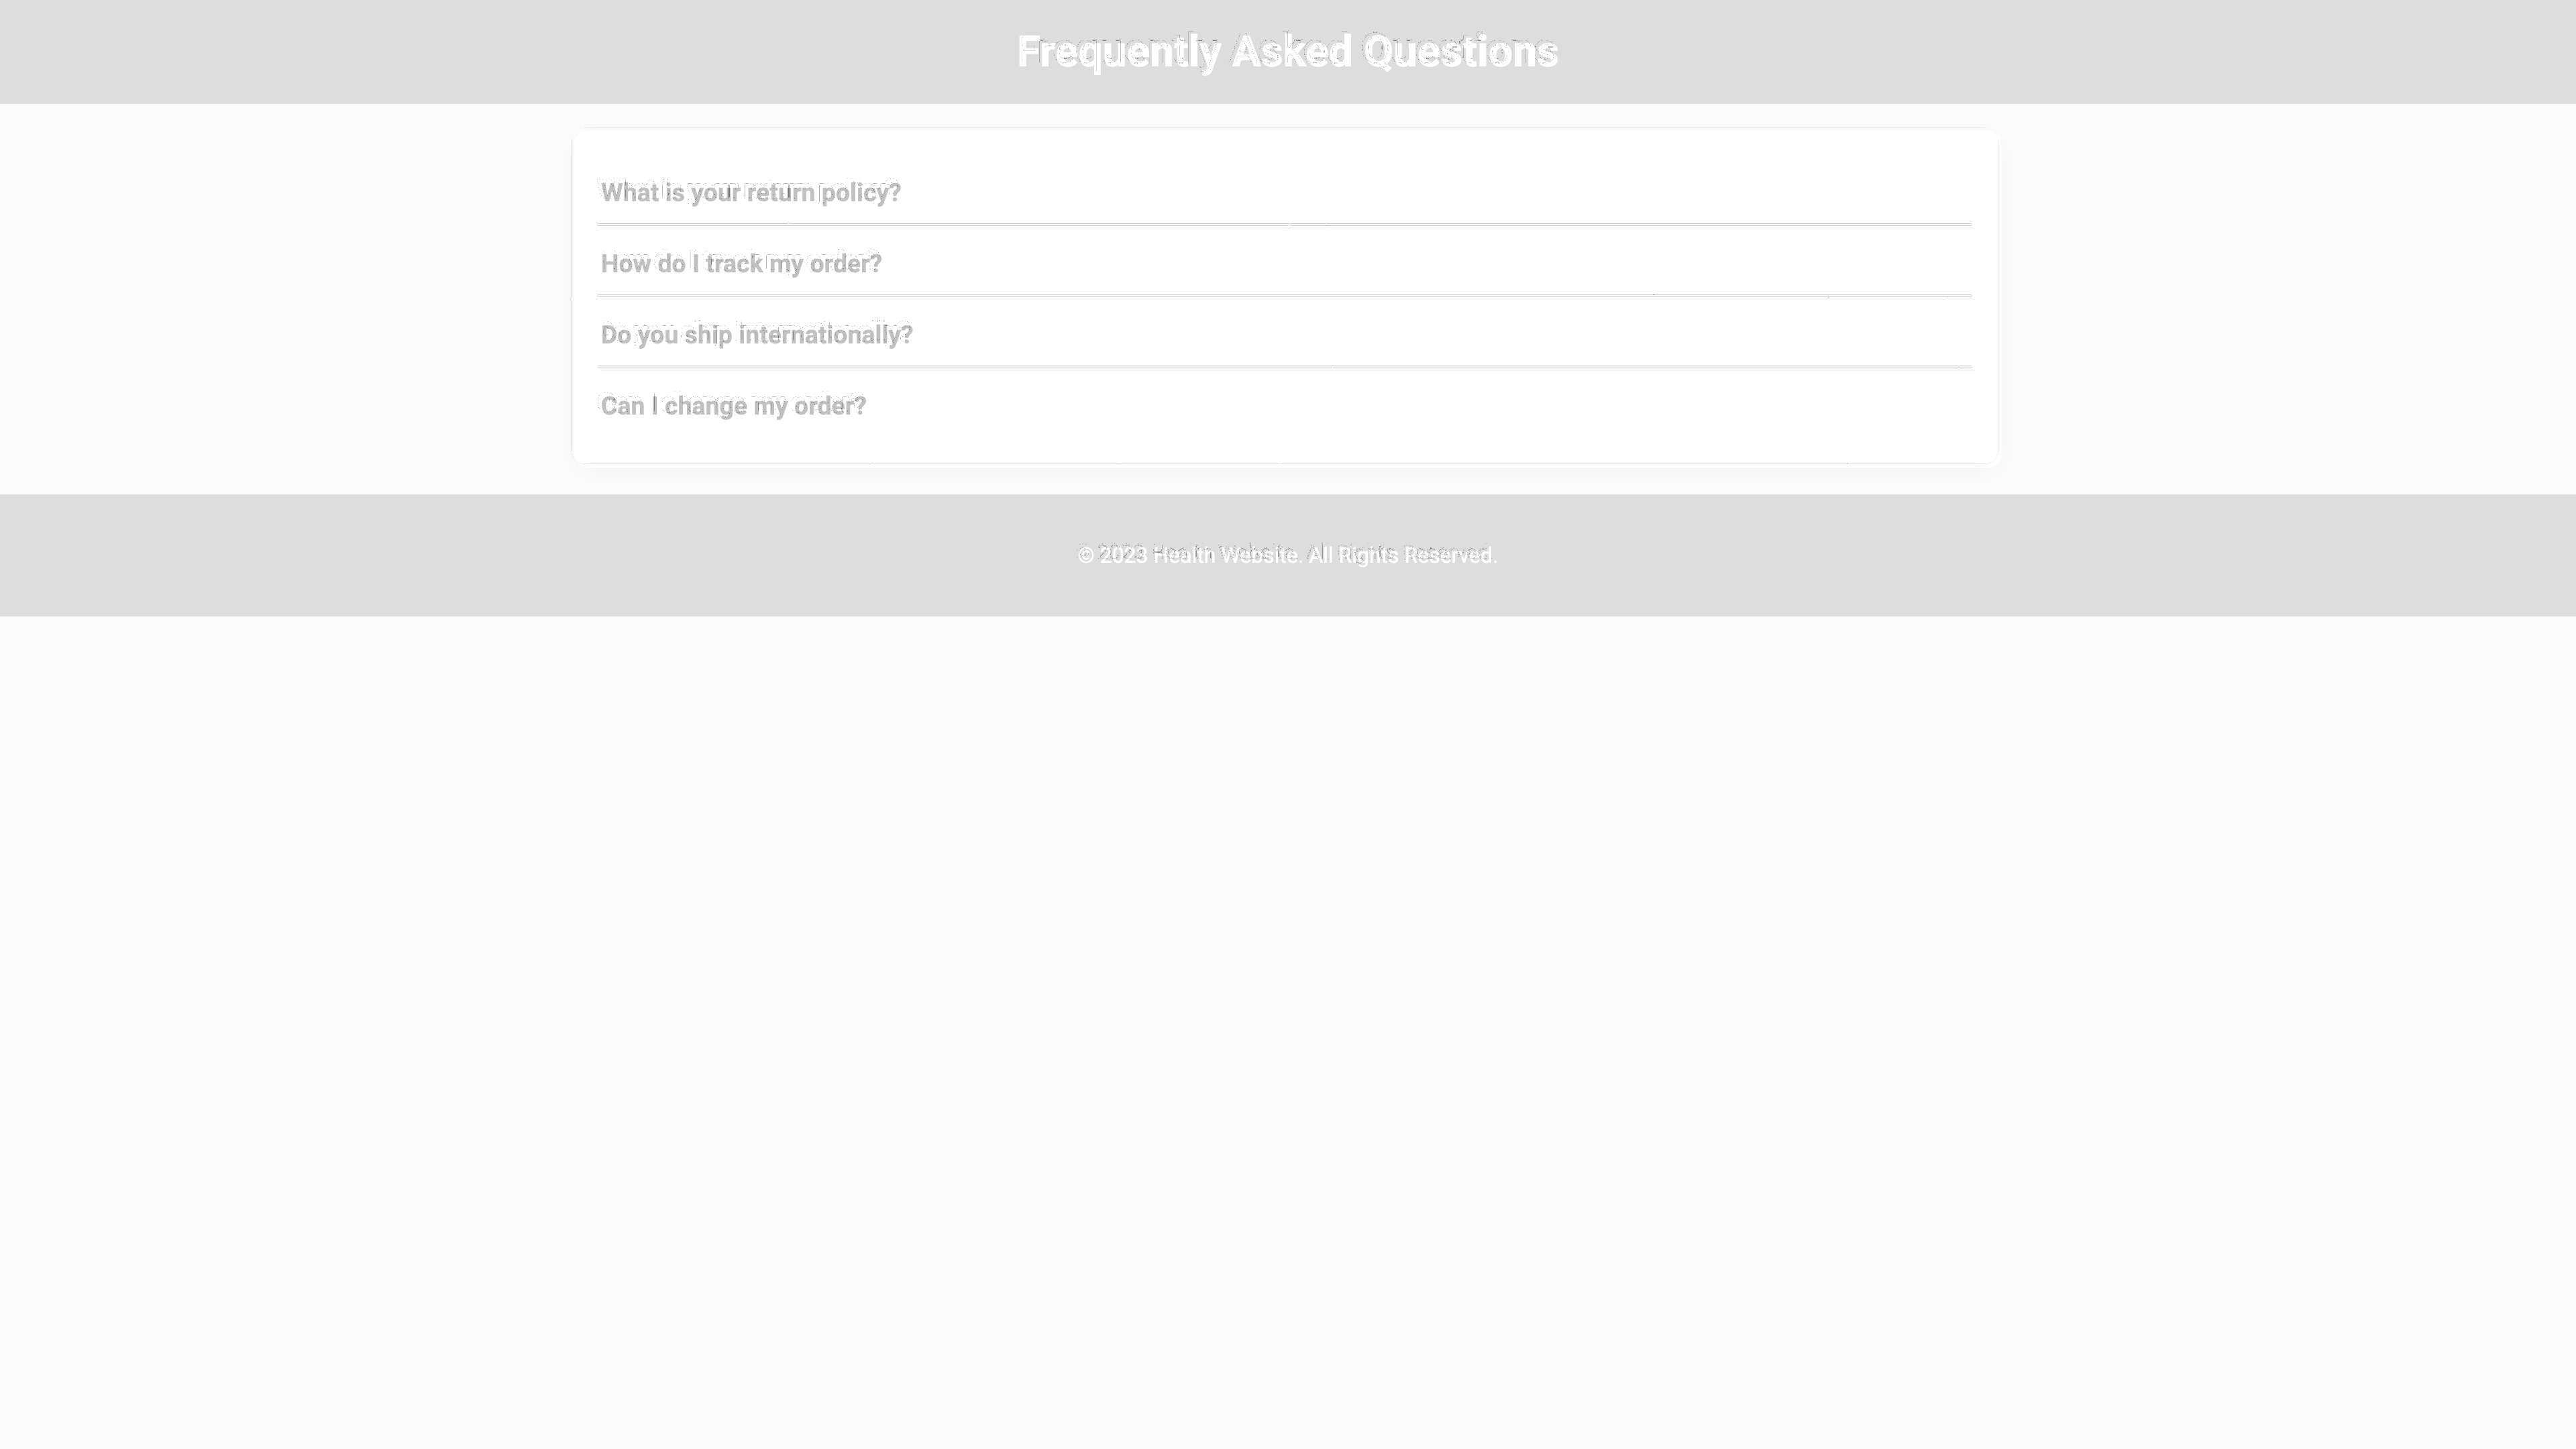 Frequently Asked Questions
What is your return policy?
How do I track my order?
Do you ship internationally?
Can I change my order?
© 2023 Health Website. All Rights Reserved.